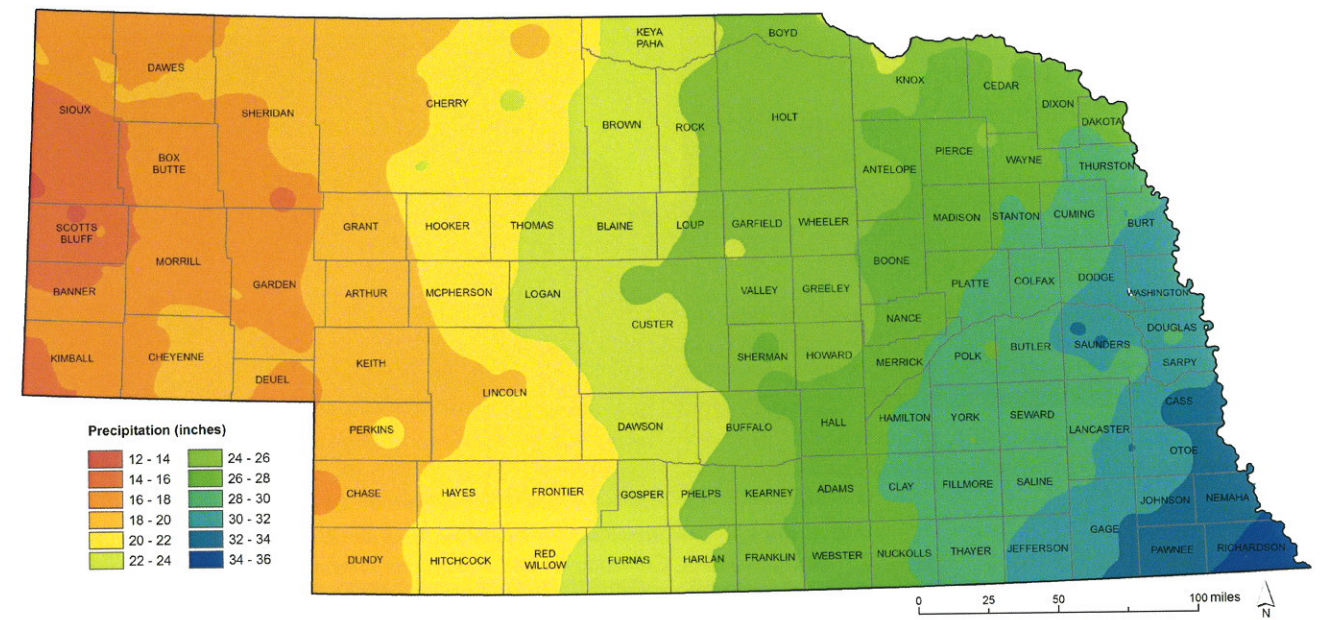 KEYA
PAHA
BOYD
DAWES
KNOX
CEDAR
SIOUX
SHERIDAN
CHERRY
DIXON
BROWN
ROCK
HOLT
DAKOTA
BOX
BUTTE
PIERCE
WAYNE
THURSTON
ANTELOPE
SCOTTS
BLUFF
GRANT
HOOKER
THOMAS
BLAINE
LOUP
GARFIELD
WHEELER
MADISON
STANTON
CUMING
BURT
MORRILL
BOONE
BANNER
GARDEN
ARTHUR
MCPHERSON
LOGAN
VALLEY
GREELEY
PLATTE
COLFAX
DODGE
WASHINGTON
CUSTER
NANCE
DOUGLAS
KIMBALL
CHEYENNE
KEITH
SHERMAN
HOWARD
MERRICK
POLK
BUTLER
SAUNDERS
SARPY
DEUEL
LINCOLN
CASS
PERKINS
DAWSON
BUFFALO
HALL
HAMILTON
YORK
SEWARD
LANCASTER
OTOE
CHASE
HAYES
FRONTIER
GOSPER
PHELPS
KEARNEY
ADAMS
CLAY
FILLMORE
SALINE
JOHNSON
NEMAHA
GAGE
DUNDY
HITCHCOCK
RED
WILLOW
FURNAS
HARLAN
FRANKLIN
WEBSTER
NUCKOLLS
THAYER
JEFFERSON
PAWNEE
RICHARDSON
Precipitation (inches)
12 - 14
14 - 16
16 - 18
18 - 20
20 - 22
22 - 24
24 - 26
26 - 28
28 - 30
30 - 32
32 - 34
34 - 36
0 25 50 100 miles
N